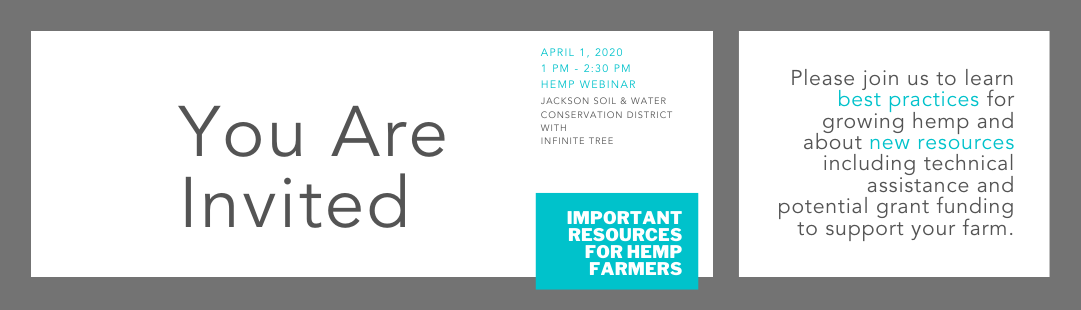 You Are
Invited
APRIL 1, 2020
1 PM - 2:30 PM
HEMP WEBINAR
JACKSON SOIL & WATER
CONSERVATION DISTRICT
WITH
INFINITE TREE
IMPORTANT
RESOURCES
FOR HEMP
FARMERS
Please join us to learn
best practices for
growing hemp and
about new resources
including technical
assistance and
potential grant funding
to support your farm.